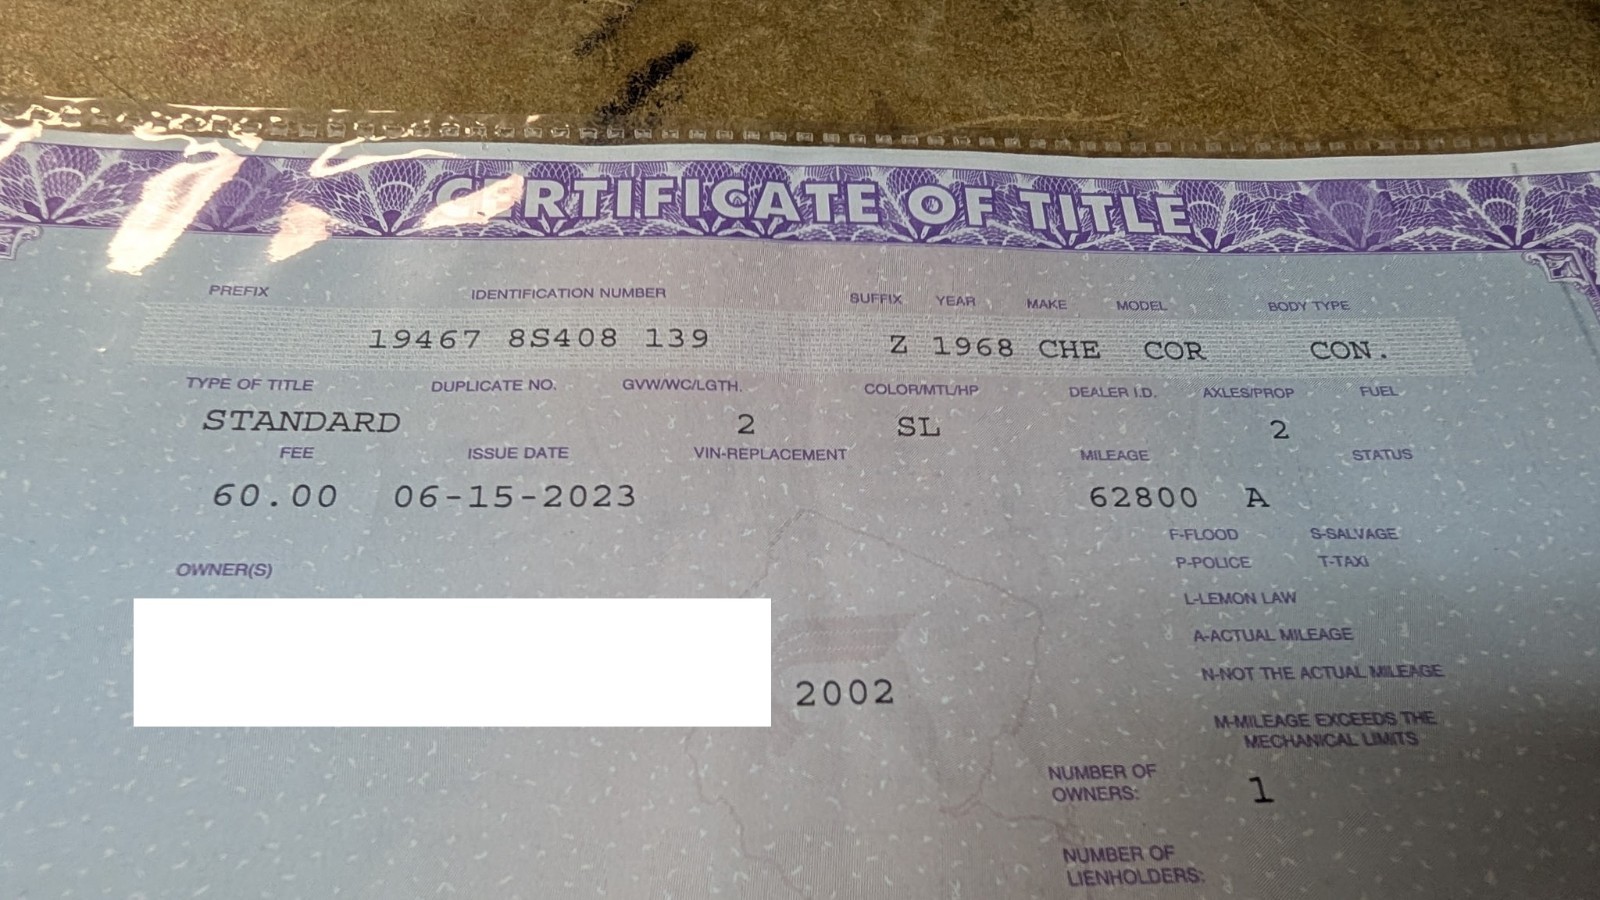 CERTIFICATE OF TITLE
PREFIX IDENTIFICATION NUMBER SUFFIX YEAR MAKE MODEL BODY TYPE
19467 8S408 139 Z 1968 CHE COR CON.
TYPE OF TITLE DUPLICATE NO. GVW/WC/LGTH. COLOR/MTL/HP DEALER I.D. AXLES/PROP FUEL
STANDARD 2 SL 2
FEE ISSUE DATE VIN-REPLACEMENT MILEAGE STATUS
60.00 06-15-2023 62800 A
F-FLOOD S-SALVAGE
P-POLICE T-TAXI
OWNER(S)
L-LEMON LAW
A-ACTUAL MILEAGE
N-NOT THE ACTUAL MILEAGE
2002
M-MILEAGE EXCEEDS THE
MECHANICAL LIMITS
NUMBER OF
OWNERS: 1
NUMBER OF
LIENHOLDERS: